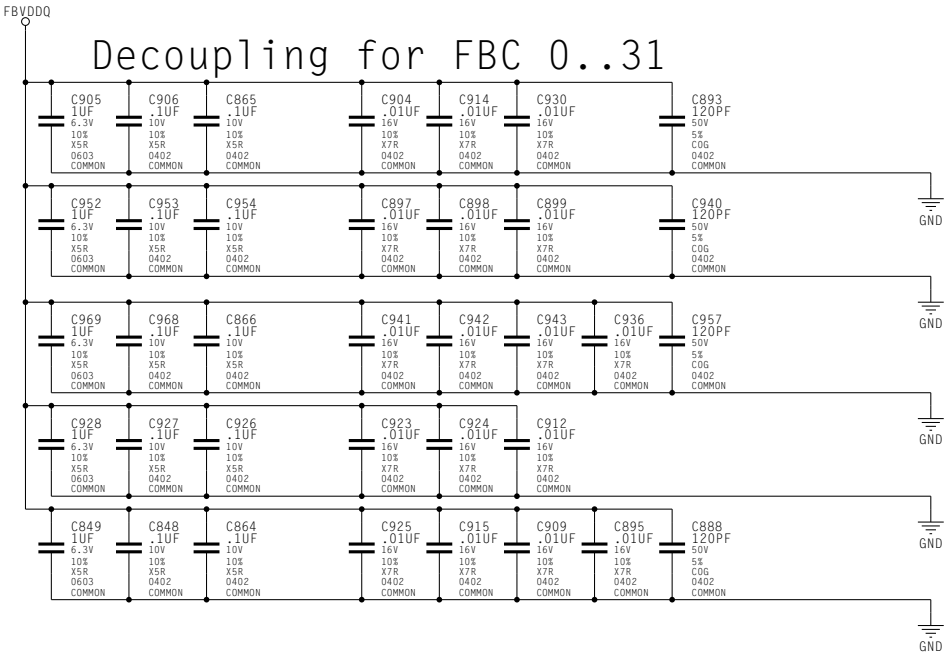 FBVDDQ
Decoupling for FBC 0..31
C905
1UF
6.3V
10%
X5R
0603
COMMON
C906
.1UF
10V
10%
X5R
0402
COMMON
C865
.1UF
10V
10%
X5R
0402
COMMON
C904
.01UF
16V
10%
X7R
0402
COMMON
C914
.01UF
16V
10%
X7R
0402
COMMON
C930
.01UF
16V
10%
X7R
0402
COMMON
C893
120PF
50V
5%
COG
0402
COMMON
GND
C952
1UF
6.3V
10%
X5R
0603
COMMON
C953
.1UF
10V
10%
X5R
0402
COMMON
C954
.1UF
10V
10%
X5R
0402
COMMON
C897
.01UF
16V
10%
X7R
0402
COMMON
C898
.01UF
16V
10%
X7R
0402
COMMON
C899
.01UF
16V
10%
X7R
0402
COMMON
C940
120PF
50V
5%
COG
0402
COMMON
GND
C969
1UF
6.3V
10%
X5R
0603
COMMON
C968
.1UF
10V
10%
X5R
0402
COMMON
C866
.1UF
10V
10%
X5R
0402
COMMON
C941
.01UF
16V
10%
X7R
0402
COMMON
C942
.01UF
16V
10%
X7R
0402
COMMON
C943
.01UF
16V
10%
X7R
0402
COMMON
C936
.01UF
16V
10%
X7R
0402
COMMON
C957
120PF
50V
5%
COG
0402
COMMON
GND
C928
1UF
6.3V
10%
X5R
0603
COMMON
C927
.1UF
10V
10%
X5R
0402
COMMON
C926
.1UF
10V
10%
X5R
0402
COMMON
C923
.01UF
16V
10%
X7R
0402
COMMON
C924
.01UF
16V
10%
X7R
0402
COMMON
C912
.01UF
16V
10%
X7R
0402
COMMON
GND
C849
1UF
6.3V
10%
X5R
0603
COMMON
C848
.1UF
10V
10%
X5R
0402
COMMON
C864
.1UF
10V
10%
X5R
0402
COMMON
C925
.01UF
16V
10%
X7R
0402
COMMON
C915
.01UF
16V
10%
X7R
0402
COMMON
C909
.01UF
16V
10%
X7R
0402
COMMON
C895
.01UF
16V
10%
X7R
0402
COMMON
C888
120PF
50V
5%
COG
0402
COMMON
GND